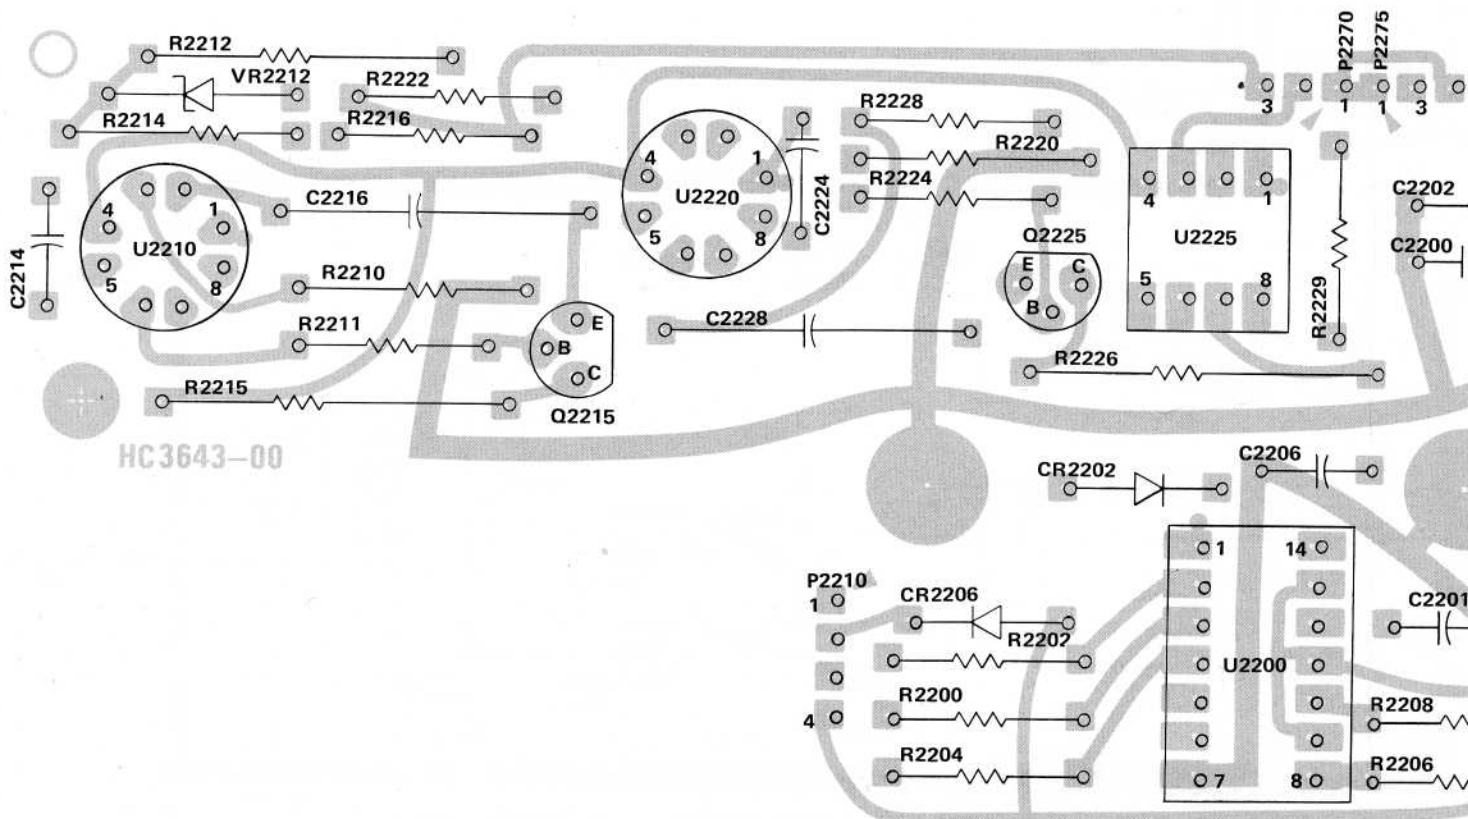 R2212
VR2212
R2222
R2214
R2216
R2228
R2220
R2224
P2270
P2275
3
1
1
3
4
1
U2220
5
8
C2224
C2216
4
1
U2210
5
8
C2214
4
1
U2225
5
8
Q2225
E
C
B
R2229
C2202
C2200
R2210
R2211
E
B
C
Q2215
C2228
R2226
R2215
HC3643-00
CR2202
C2206
1
14
U2200
7
8
P2210
1
4
CR2206
R2202
R2200
R2204
C2201
R2208
R2206